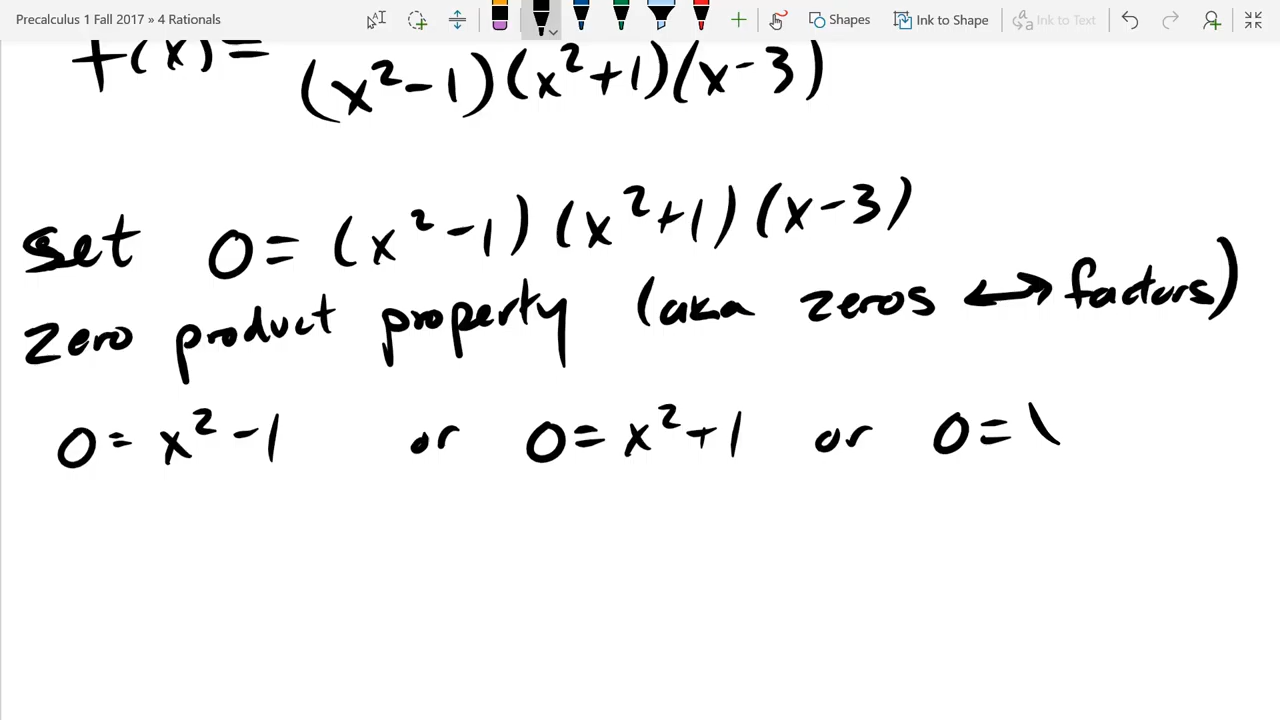 Precalculus 1 Fall 2017 » 4 Rationals Shapes Ink to Shape Ink to Text
f(x)=
(x²-1)(x²+1)(x-3)
set 0=(x²-1)(x²+1)(x-3)
zero product property (aka zeros ↔ factors)
0=x²-1 or 0=x²+1 or 0=\